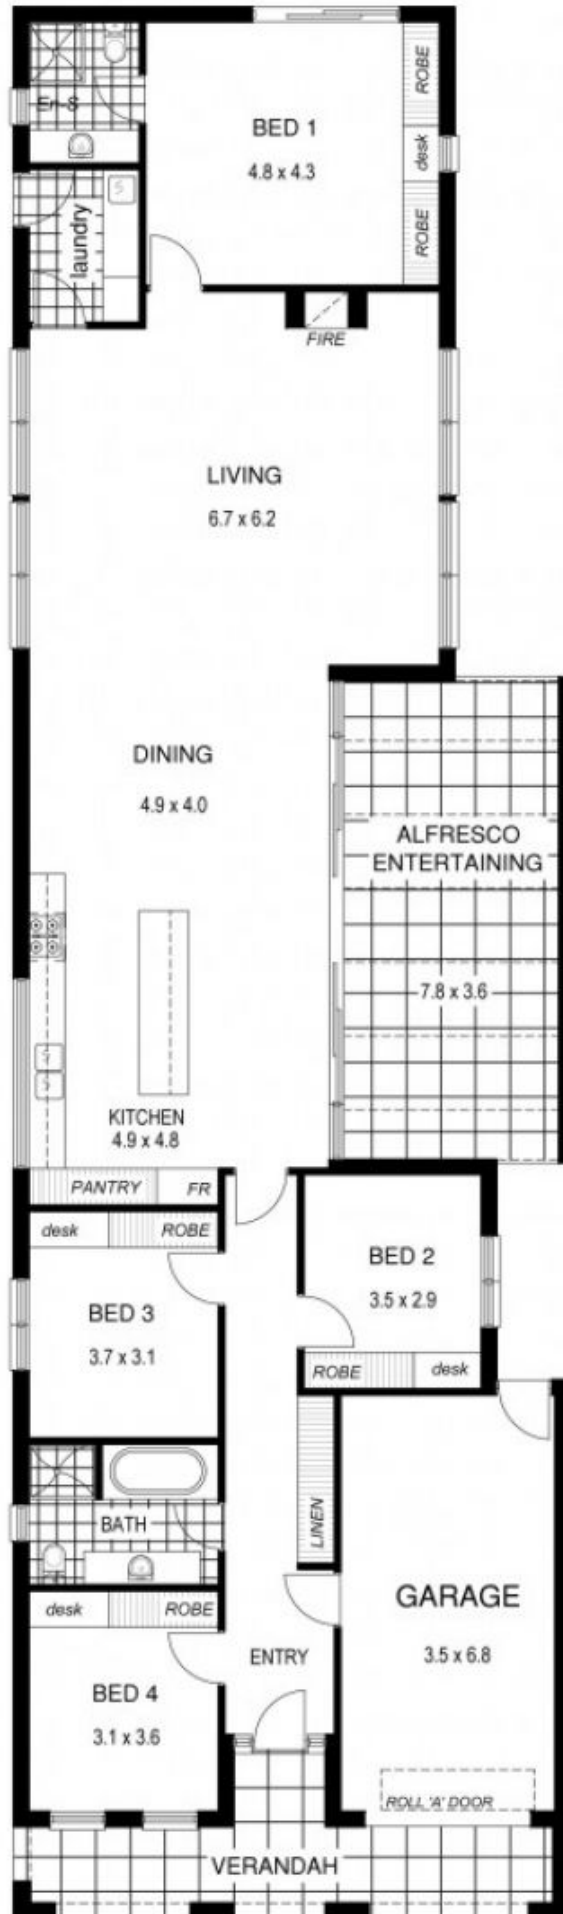 ROBE
En-S
BED 1
4.8 x 4.3
desk
ROBE
laundry
S
FIRE
LIVING
6.7 x 6.2
DINING
4.9 x 4.0
ALFRESCO
ENTERTAINING
7.8 x 3.6
S
S
KITCHEN
4.9 x 4.8
PANTRY
FR
desk
ROBE
BED 2
3.5 x 2.9
BED 3
3.7 x 3.1
ROBE
desk
LINEN
BATH
GARAGE
3.5 x 6.8
desk
ROBE
ENTRY
BED 4
3.1 x 3.6
ROLL 'A' DOOR
VERANDAH